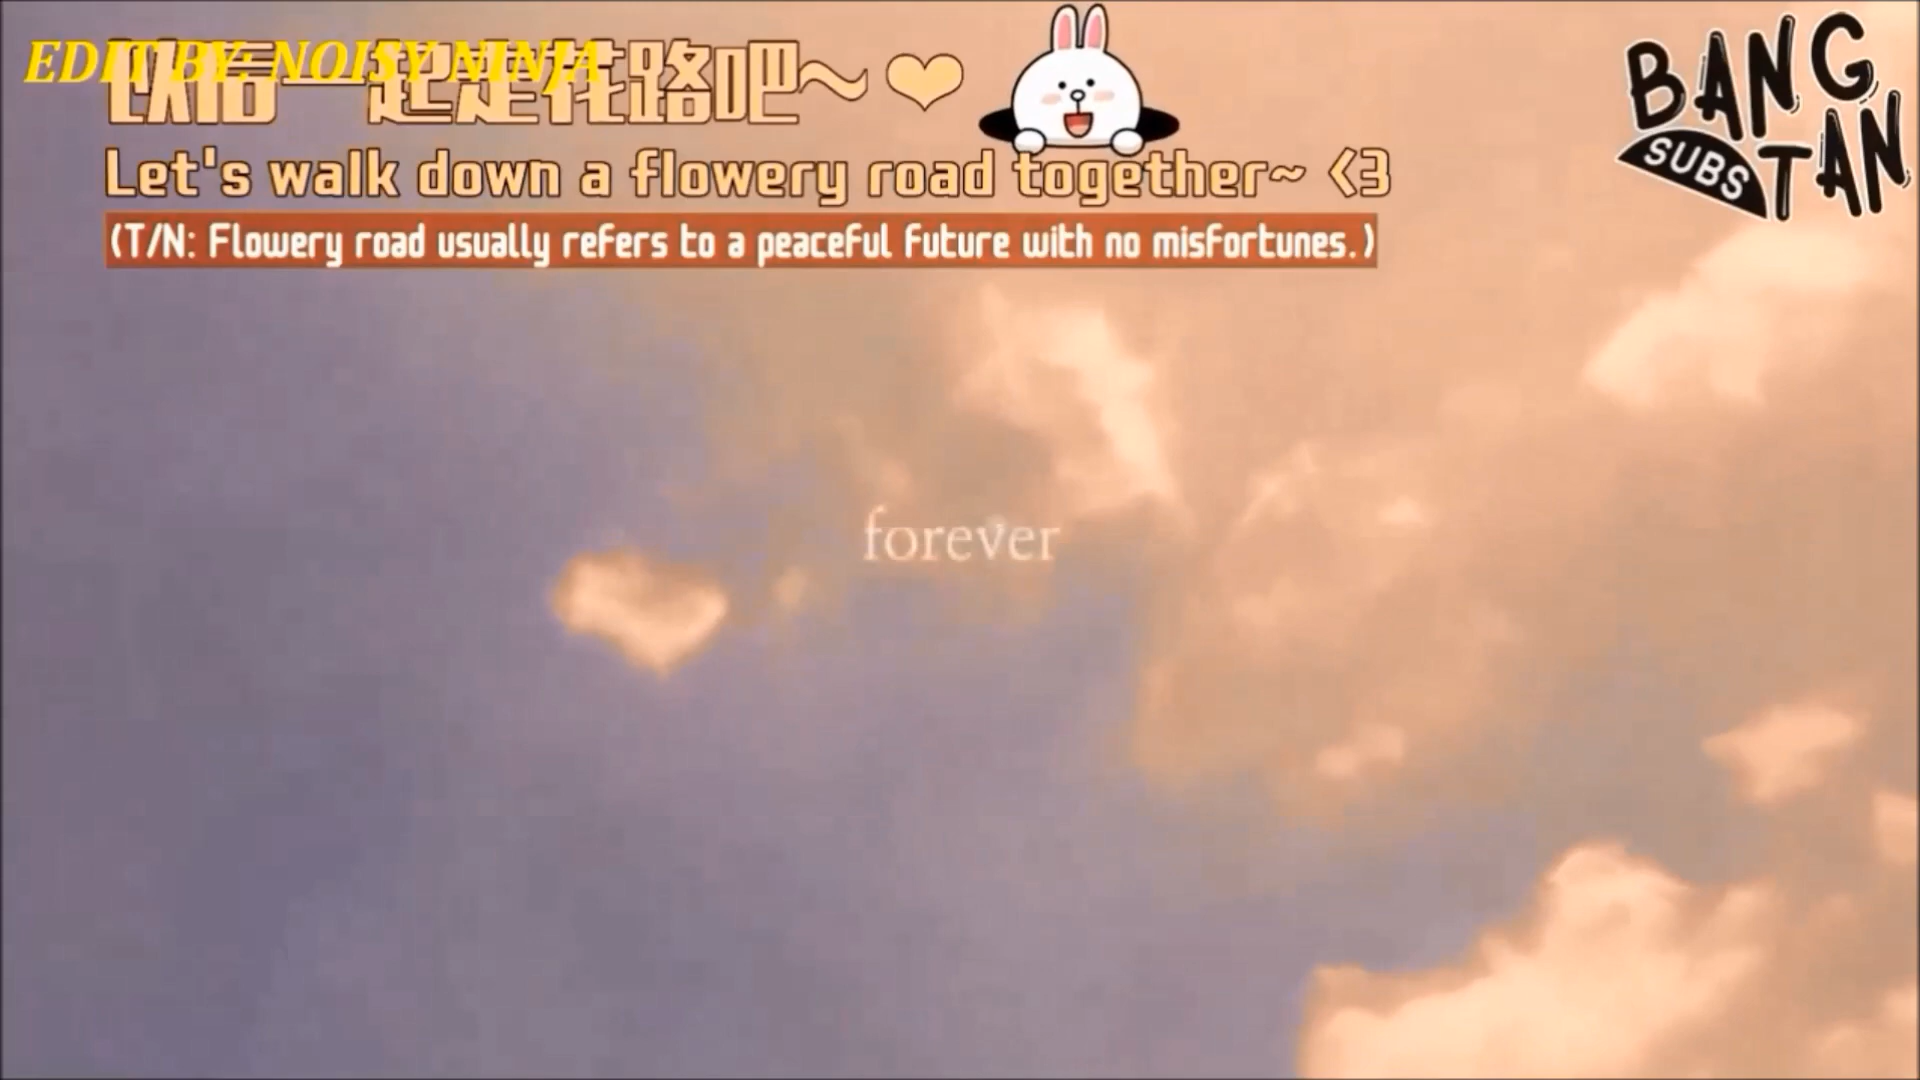 EDIT BY: NOISY NINJA
一起走花路吧~ ❤
Let's walk down a flowery road together~ <3
(T/N: Flowery road usually refers to a peaceful future with no misfortunes.)
BANG
TAN
SUBS
forever